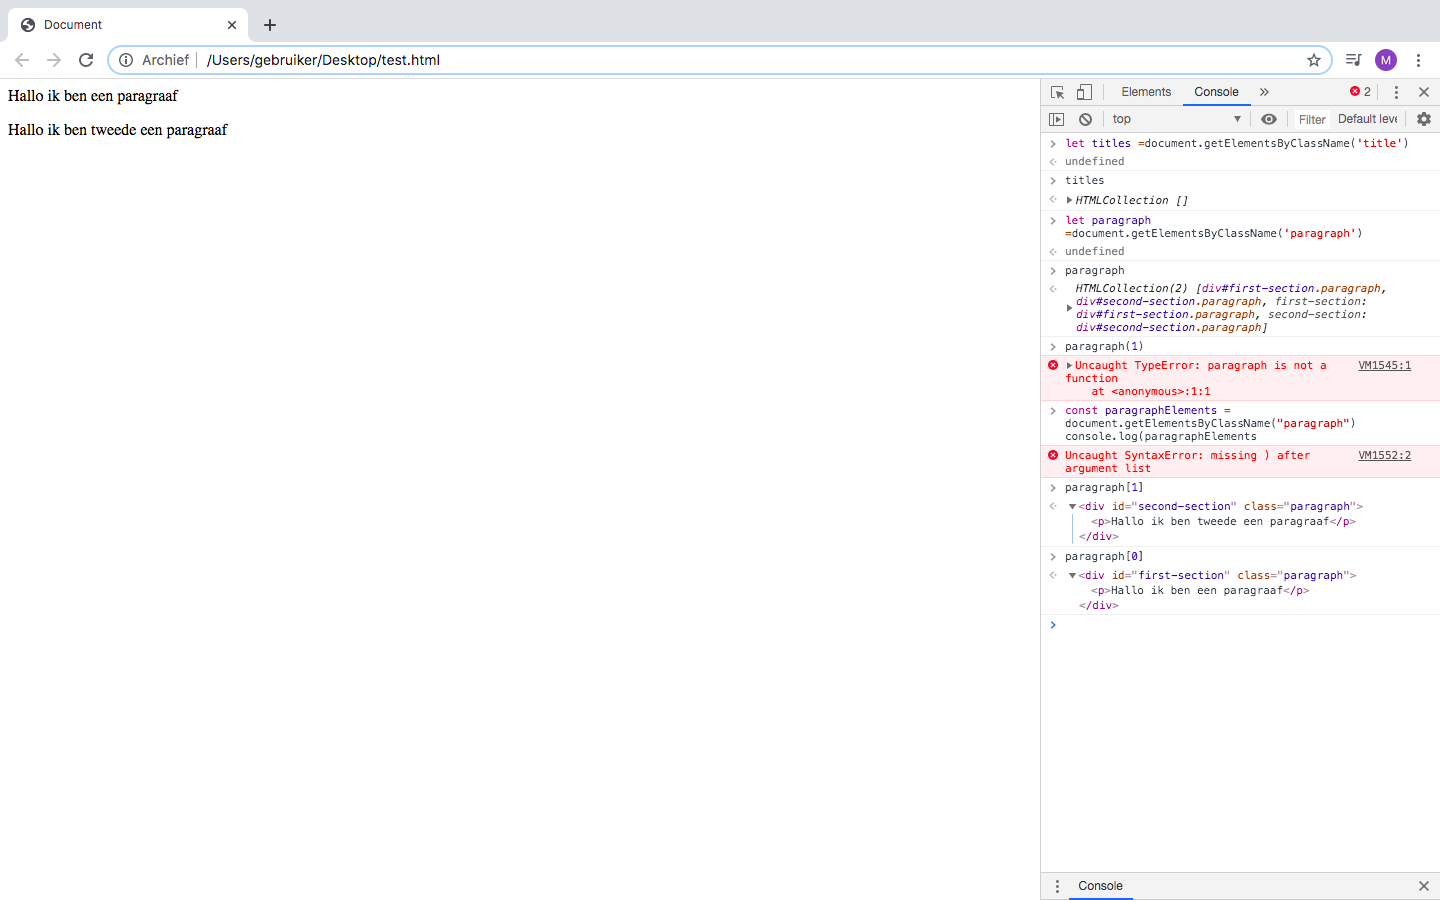 Document
Archief
/Users/gebruiker/Desktop/test.html
M
Hallo ik ben een paragraaf
Hallo ik ben tweede een paragraaf
Elements
Console
»
2
top
Filter
Default leve
let titles =document.getElementsByClassName('title')
undefined
titles
HTMLCollection []
let paragraph
=document.getElementsByClassName('paragraph')
undefined
paragraph
HTMLCollection(2) [div#first-section.paragraph,
div#second-section.paragraph, first-section:
div#first-section.paragraph, second-section:
div#second-section.paragraph]
paragraph(1)
Uncaught TypeError: paragraph is not a VM1545:1
function
at <anonymous>:1:1
const paragraphElements =
document.getElementsByClassName("paragraph")
console.log(paragraphElements
Uncaught SyntaxError: missing ) after VM1552:2
argument list
paragraph[1]
<div id="second-section" class="paragraph">
<p>Hallo ik ben tweede een paragraaf</p>
</div>
paragraph[0]
<div id="first-section" class="paragraph">
<p>Hallo ik ben een paragraaf</p>
</div>
Console